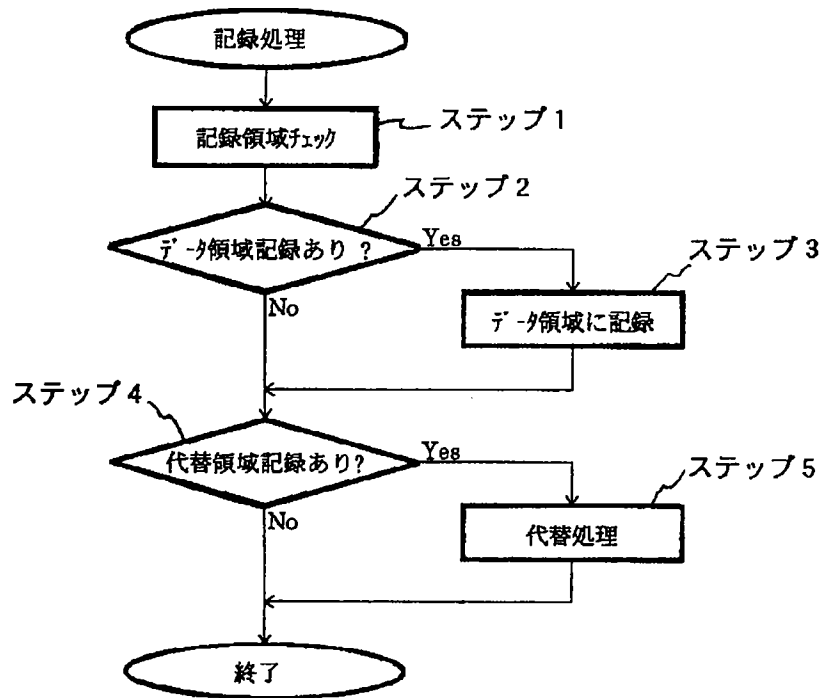 記録処理
ステップ1
記録領域ﾁｪｯｸ
ステップ2
ﾃﾞｰﾀ領域記録あり ?
Yes
ステップ3
No
ﾃﾞｰﾀ領域に記録
ステップ4
代替領域記録あり?
Yes
ステップ5
No
代替処理
終了